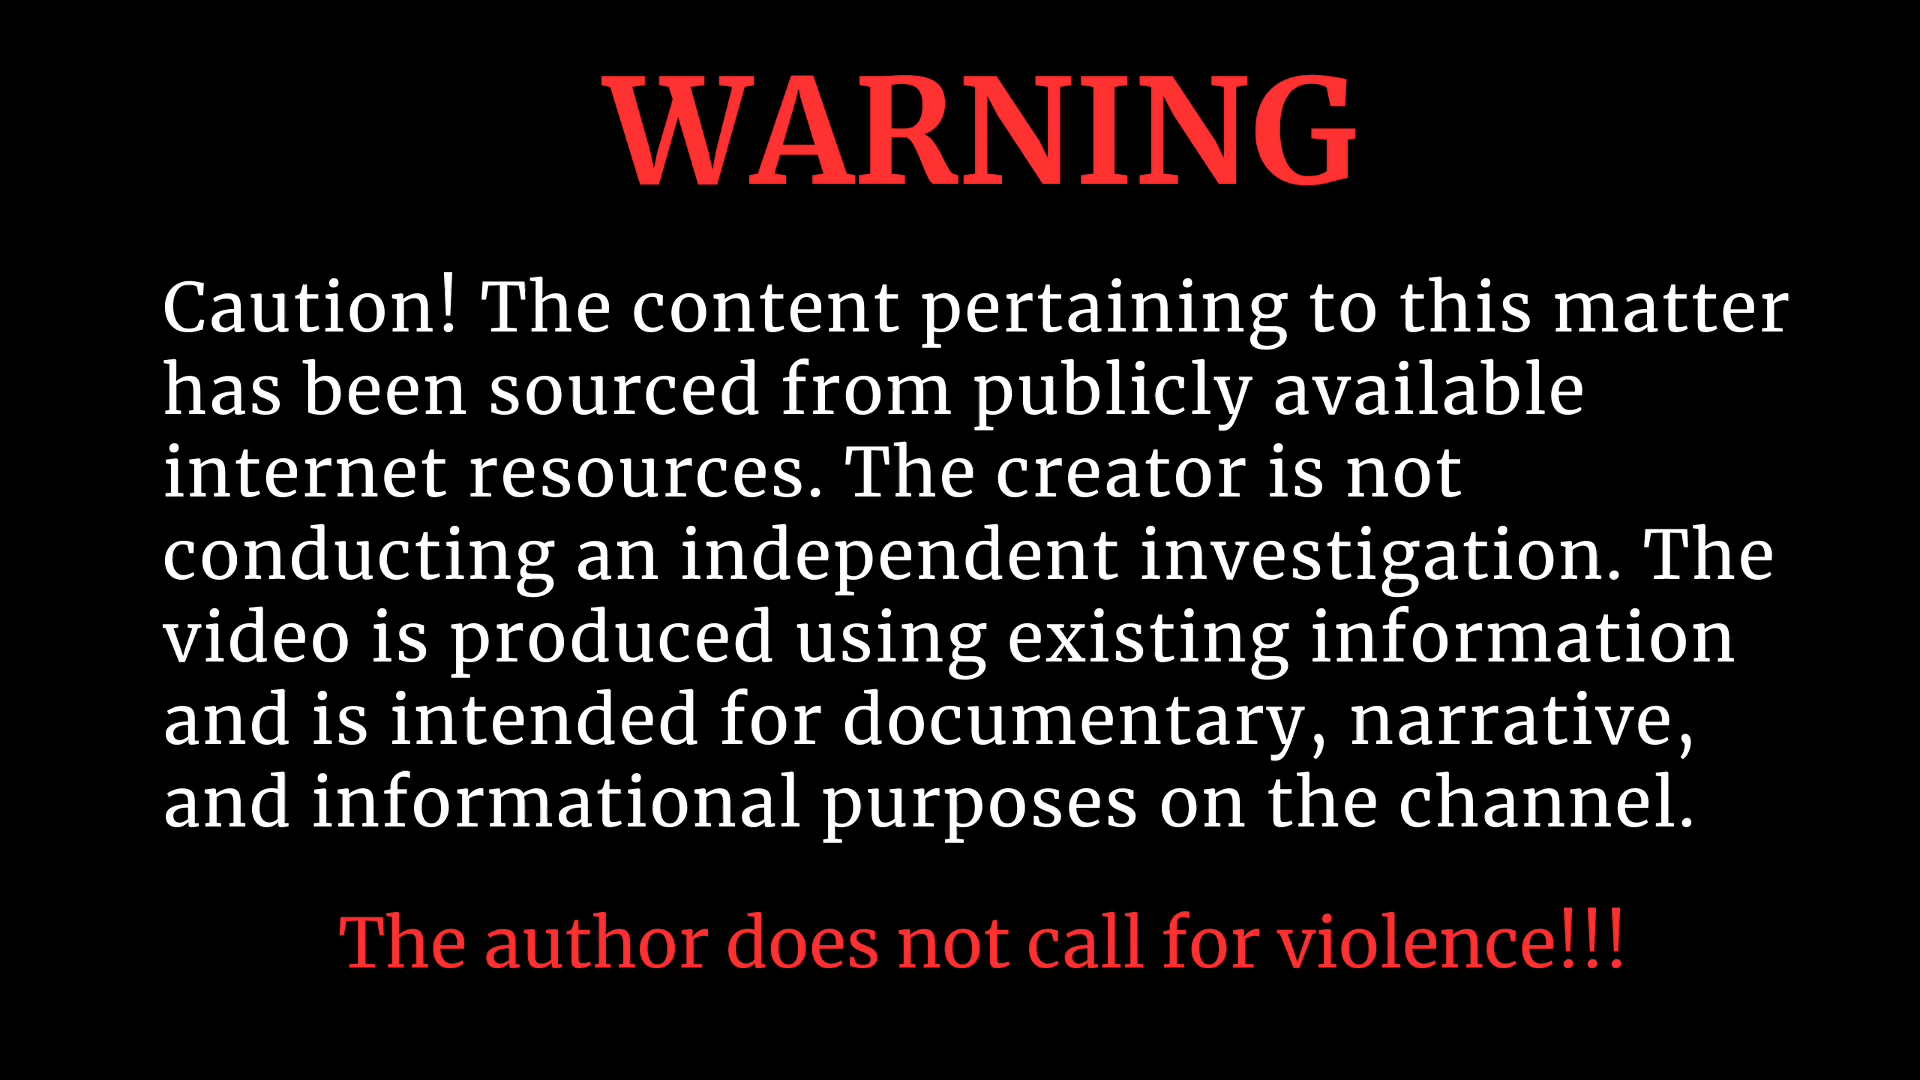 WARNING
Caution! The content pertaining to this matter
has been sourced from publicly available
internet resources. The creator is not
conducting an independent investigation. The
video is produced using existing information
and is intended for documentary, narrative,
and informational purposes on the channel.
The author does not call for violence!!!